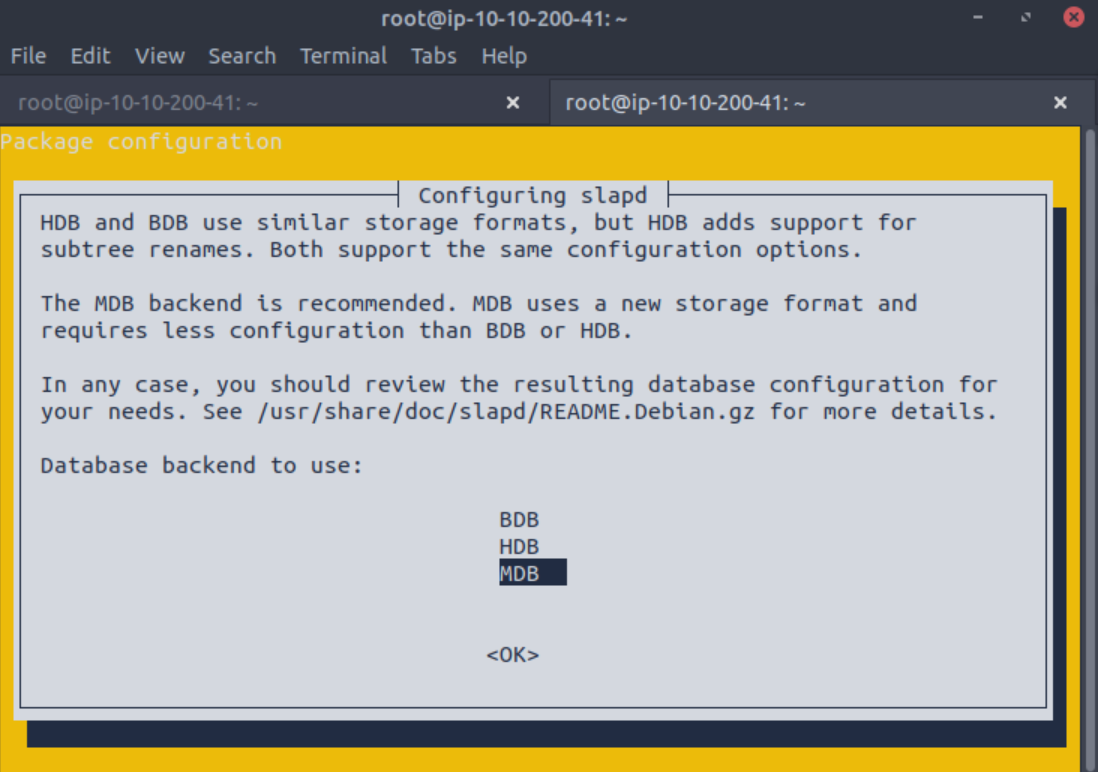 root@ip-10-10-200-41: ~
File Edit View Search Terminal Tabs Help
root@ip-10-10-200-41: ~ × root@ip-10-10-200-41: ~ ×
Package configuration
Configuring slapd
HDB and BDB use similar storage formats, but HDB adds support for
subtree renames. Both support the same configuration options.
The MDB backend is recommended. MDB uses a new storage format and
requires less configuration than BDB or HDB.
In any case, you should review the resulting database configuration for
your needs. See /usr/share/doc/slapd/README.Debian.gz for more details.
Database backend to use:
BDB
HDB
MDB
<OK>